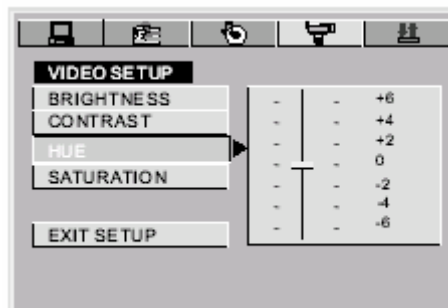 VIDEO SETUP
BRIGHTNESS
CONTRAST
HUE
SATURATION
EXIT SETUP
+6
+4
+2
0
-2
-4
-6